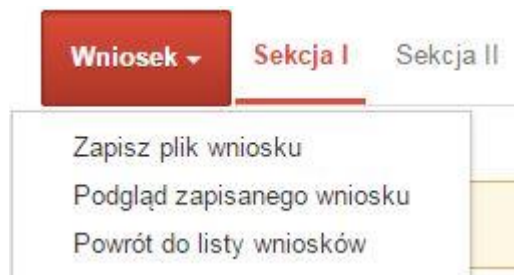 Wniosek Sekcja I Sekcja II
Zapisz plik wniosku
Podgląd zapisanego wniosku
Powrót do listy wniosków